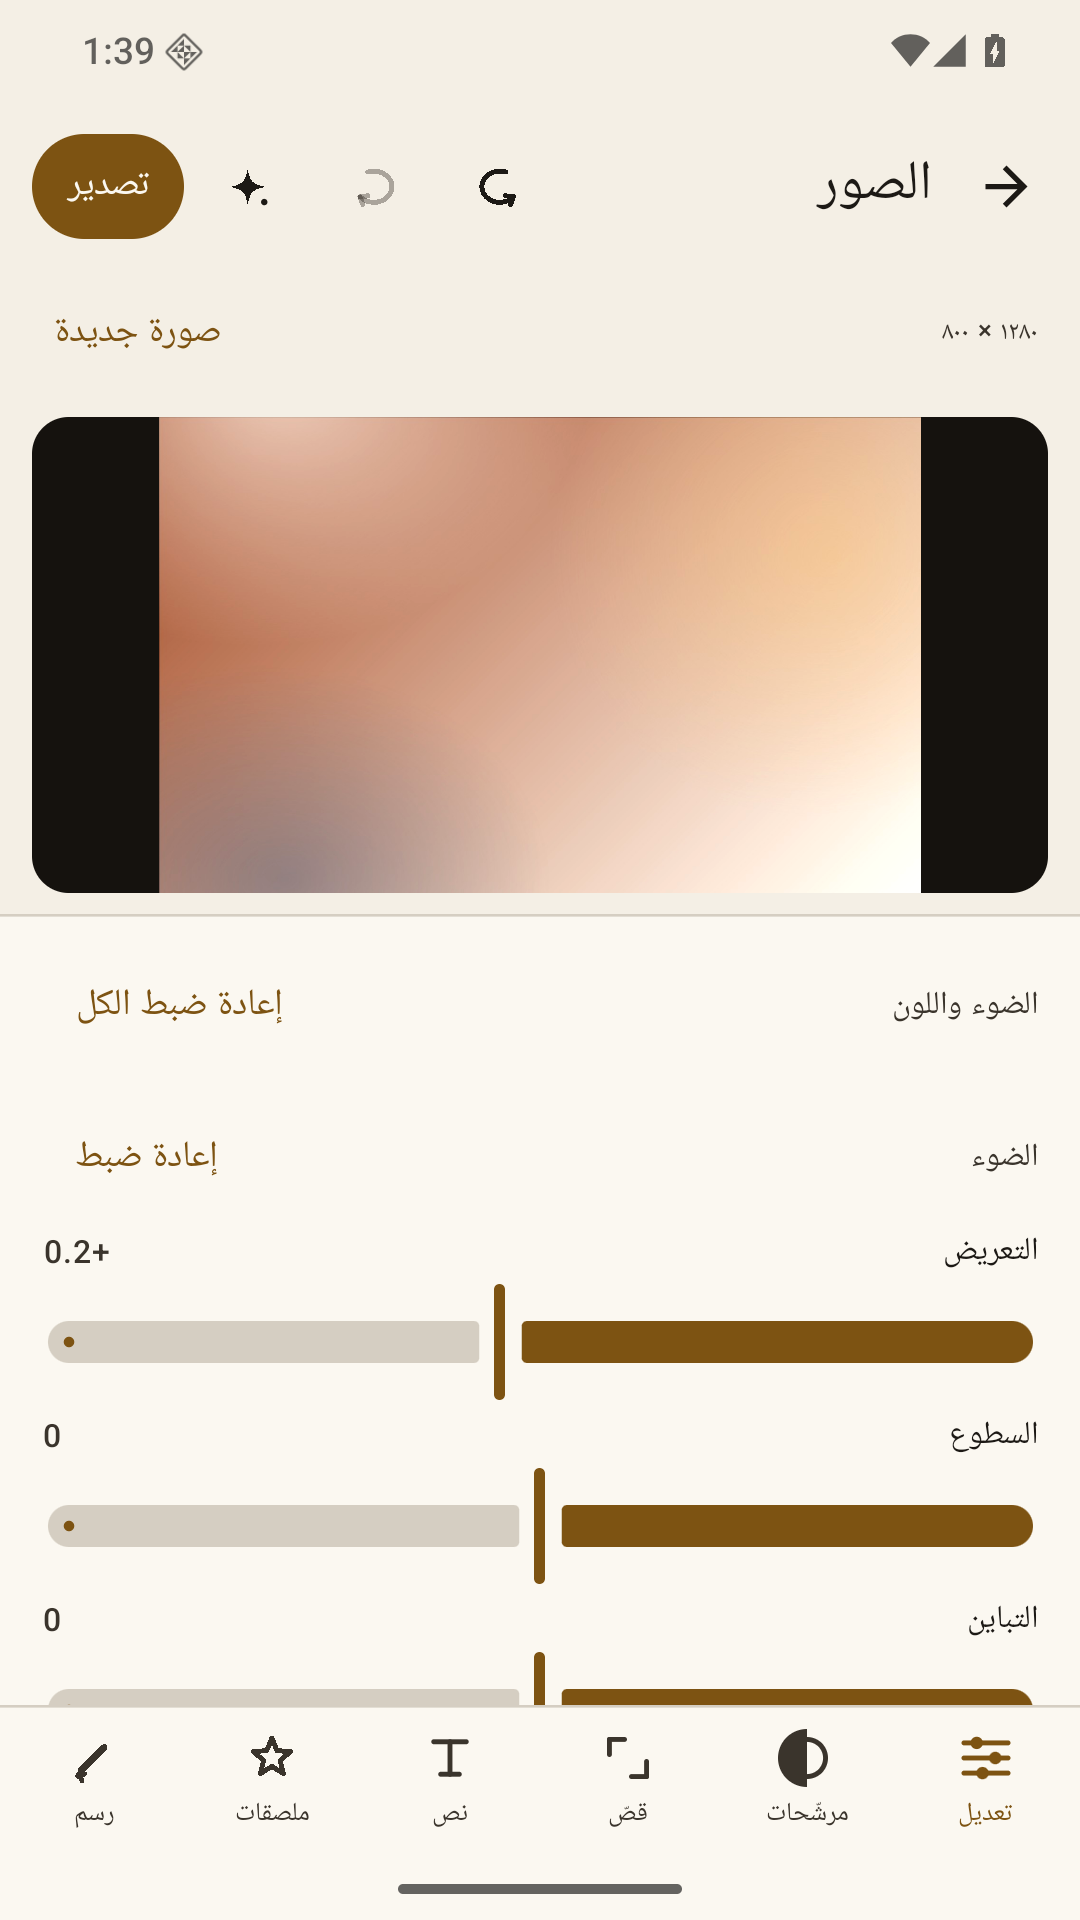 1:39
الصور
تصدير
١٢٨٠ × ٨٠٠
صورة جديدة
الضوء واللون
إعادة ضبط الكل
الضوء
إعادة ضبط
التعريض
0.2+
السطوع
0
التباين
0
تعديل
مرشّحات
قصّ
نص
ملصقات
رسم